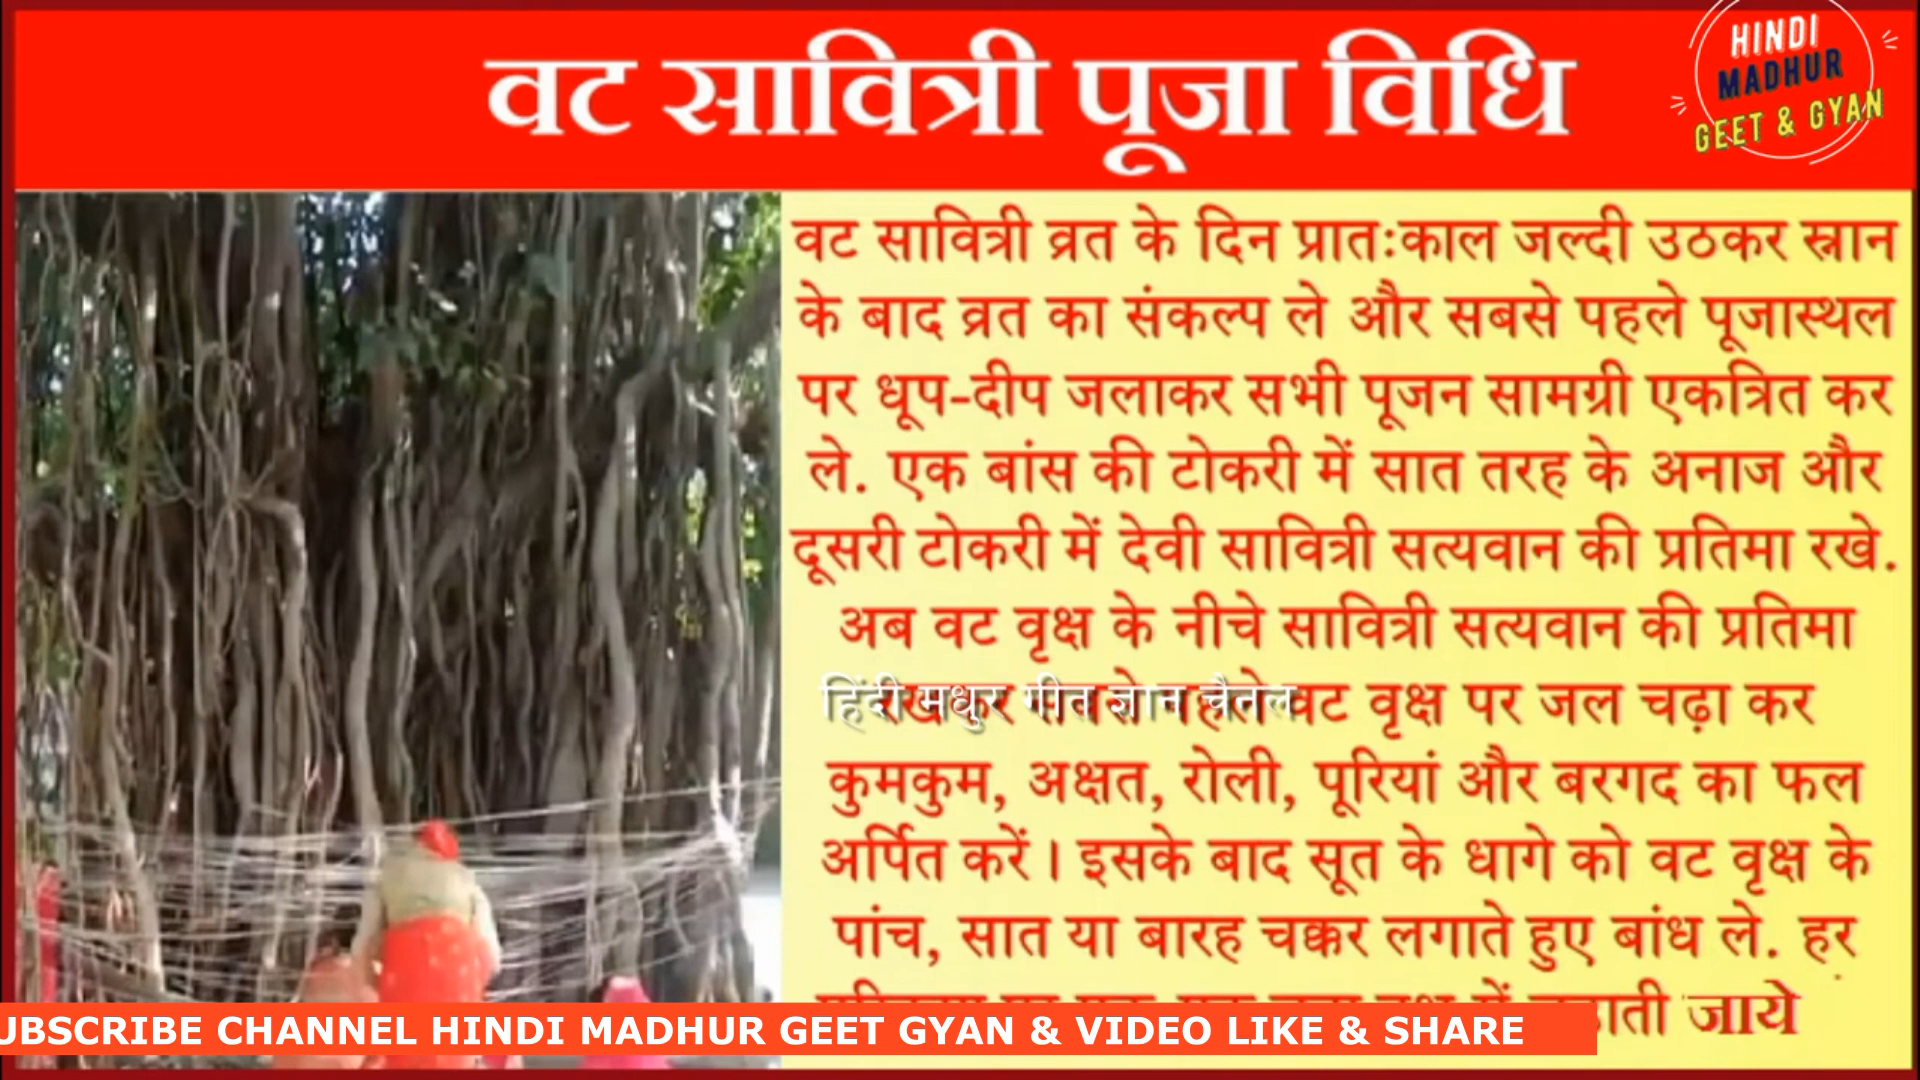 वट सावित्री पूजा विधि
HINDI
MADHUR
GEET & GYAN
वट सावित्री व्रत के दिन प्रातःकाल जल्दी उठकर स्नान
के बाद व्रत का संकल्प ले और सबसे पहले पूजास्थल
पर धूप-दीप जलाकर सभी पूजन सामग्री एकत्रित कर
ले. एक बांस की टोकरी में सात तरह के अनाज और
दूसरी टोकरी में देवी सावित्री सत्यवान की प्रतिमा रखे.
अब वट वृक्ष के नीचे सावित्री सत्यवान की प्रतिमा
हिंदी मधुर गीत ज्ञान चैनल
वट वृक्ष पर जल चढ़ा कर
कुमकुम, अक्षत, रोली, पूरियां और बरगद का फल
अर्पित करें। इसके बाद सूत के धागे को वट वृक्ष के
पांच, सात या बारह चक्कर लगाते हुए बांध ले. हर
जाये
UBSCRIBE CHANNEL HINDI MADHUR GEET GYAN & VIDEO LIKE & SHARE